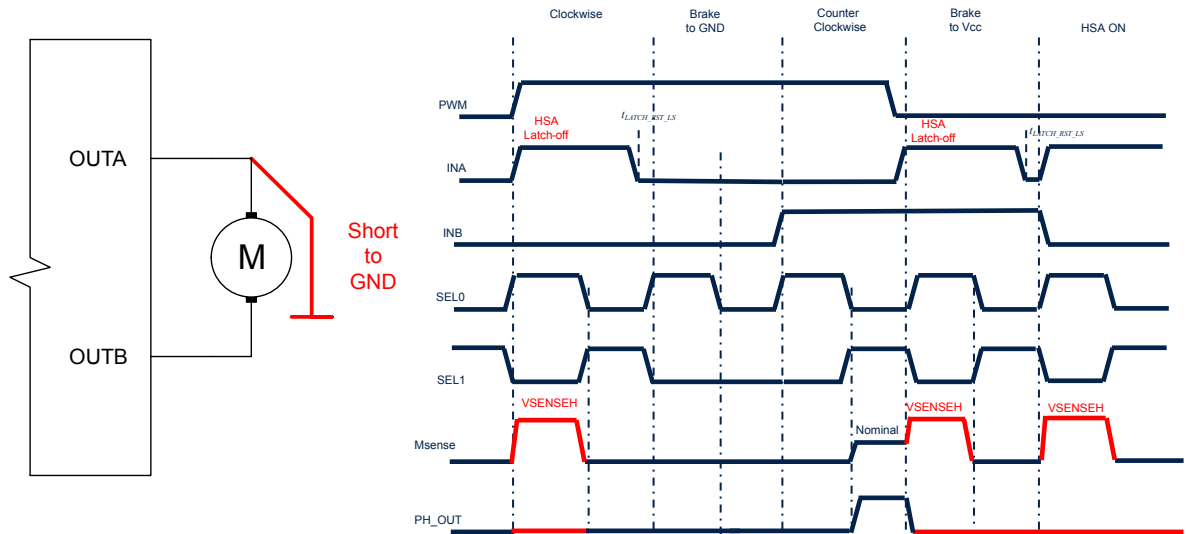 OUTA
M
OUTB
Short
to
GND
Clockwise
Brake
to GND
Counter
Clockwise
Brake
to Vcc
HSA ON
PWM
HSA
Latch-off
tLATCH_RST_LS
HSA
Latch-off
tLATCH_RST_LS
INA
INB
SEL0
SEL1
VSENSEH
Nominal
VSENSEH
VSENSEH
Msense
PH_OUT